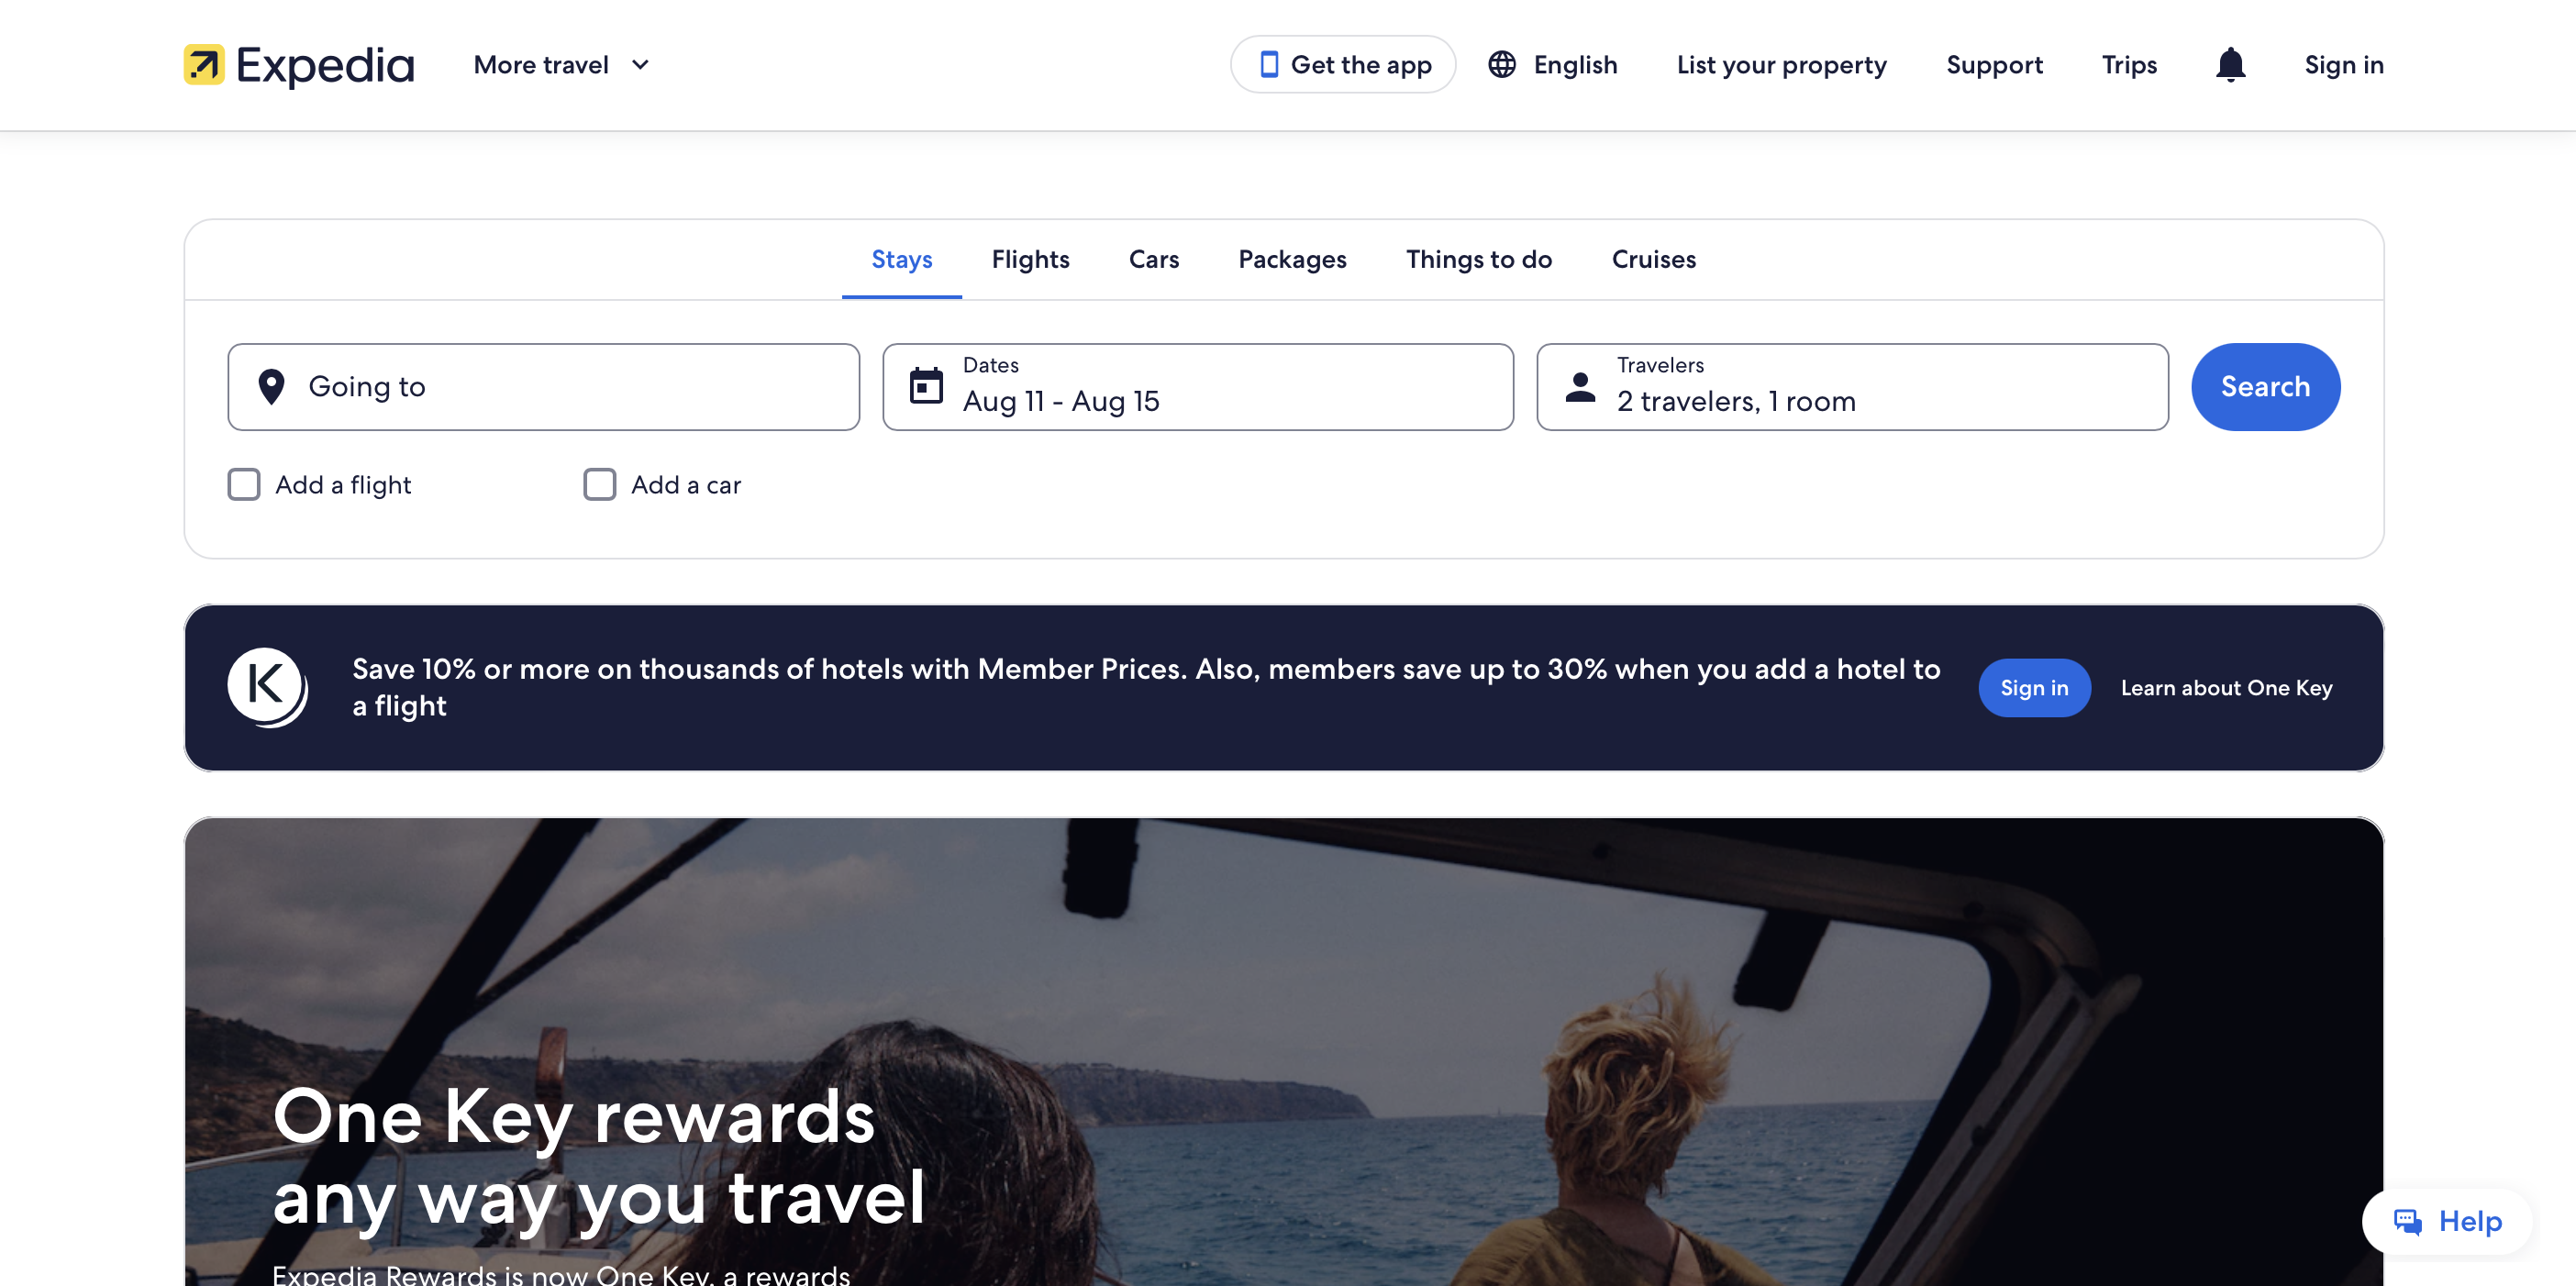 Expedia
More travel
Get the app
English
List your property
Support
Trips
Sign in
Stays
Flights
Cars
Packages
Things to do
Cruises
Going to
Dates
Aug 11 - Aug 15
Travelers
2 travelers, 1 room
Search
Add a flight
Add a car
K
Save 10% or more on thousands of hotels with Member Prices. Also, members save up to 30% when you add a hotel to
a flight
Sign in
Learn about One Key
One Key rewards
any way you travel
Expedia Rewards is now One Key, a rewards
Help